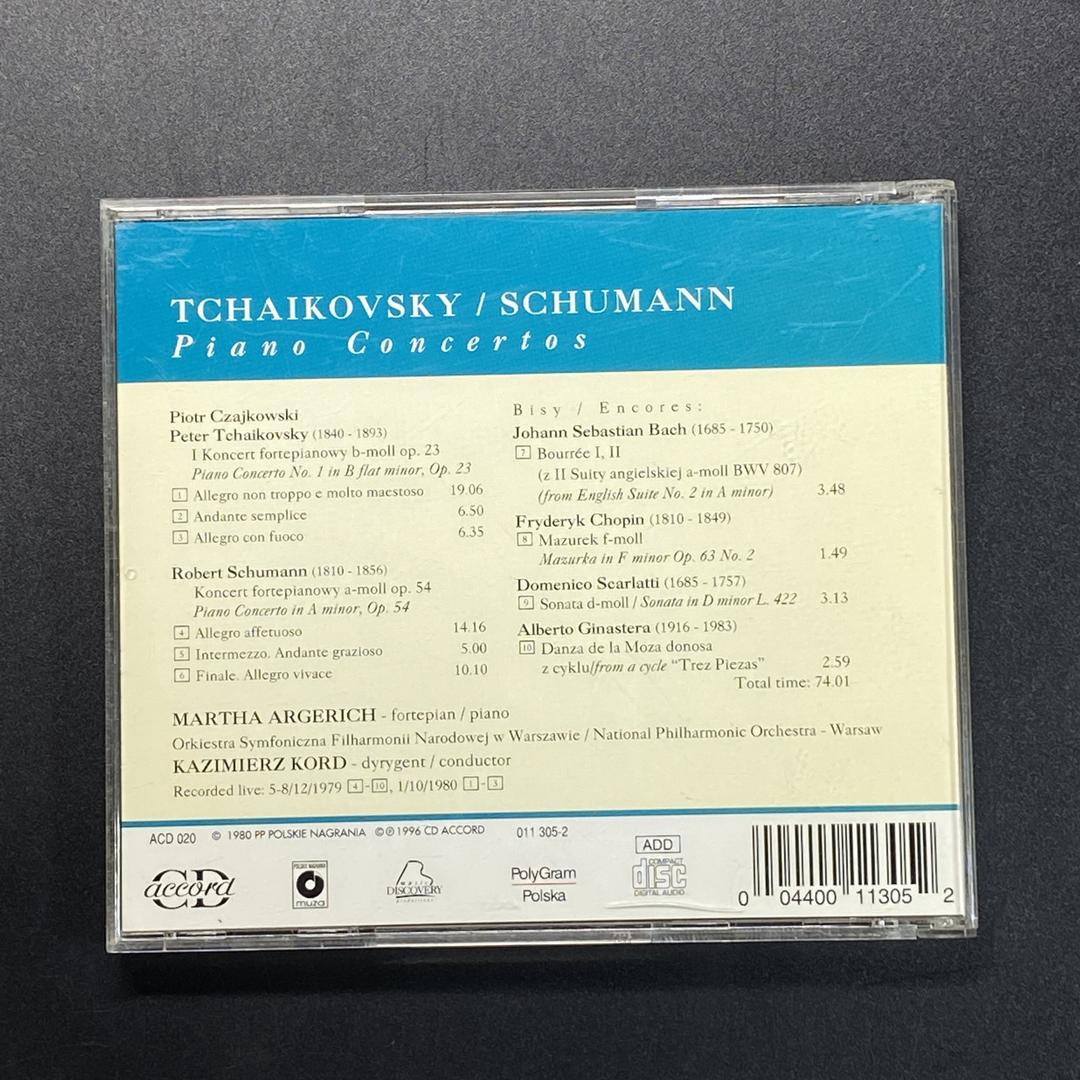 TCHAIKOVSKY / SCHUMANN
Piano Concertos
Piotr Czajkowski
Peter Tchaikovsky (1840 - 1893)
I Koncert fortepianowy b-moll op. 23
Piano Concerto No. 1 in B flat minor, Op. 23
1 Allegro non troppo e molto maestoso 19.06
2 Andante semplice 6.50
3 Allegro con fuoco 6.35
Robert Schumann (1810 - 1856)
Koncert fortepianowy a-moll op. 54
Piano Concerto in A minor, Op. 54
4 Allegro affetuoso 14.16
5 Intermezzo. Andante grazioso 5.00
6 Finale. Allegro vivace 10.10
Bisy / Encores:
Johann Sebastian Bach (1685 - 1750)
7 Bourrée I, II
(z II Suity angielskiej a-moll BWV 807)
(from English Suite No. 2 in A minor) 3.48
Fryderyk Chopin (1810 - 1849)
8 Mazurek f-moll
Mazurka in F minor Op. 63 No. 2 1.49
Domenico Scarlatti (1685 - 1757)
9 Sonata d-moll / Sonata in D minor L. 422 3.13
Alberto Ginastera (1916 - 1983)
10 Danza de la Moza donosa
z cyklu/from a cycle "Trez Piezas" 2.59
Total time: 74.01
MARTHA ARGERICH - fortepian / piano
Orkiestra Symfoniczna Filharmonii Narodowej w Warszawie / National Philharmonic Orchestra - Warsaw
KAZIMIERZ KORD - dyrygent / conductor
Recorded live: 5-8/12/1979 4-10, 1/10/1980 1-3
ACD 020 © 1980 PP POLSKIE NAGRANIA ©℗ 1996 CD ACCORD 011 305-2
CD accord
POLSKIE NAGRANIA
muza
music
DISCOVERY
productions
PolyGram
Polska
ADD
COMPACT
disc
DIGITAL AUDIO
0 04400 11305 2